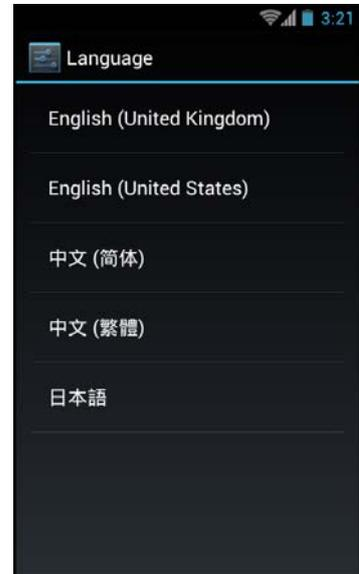 3:21
Language
English (United Kingdom)
English (United States)
中文 (简体)
中文 (繁體)
日本語